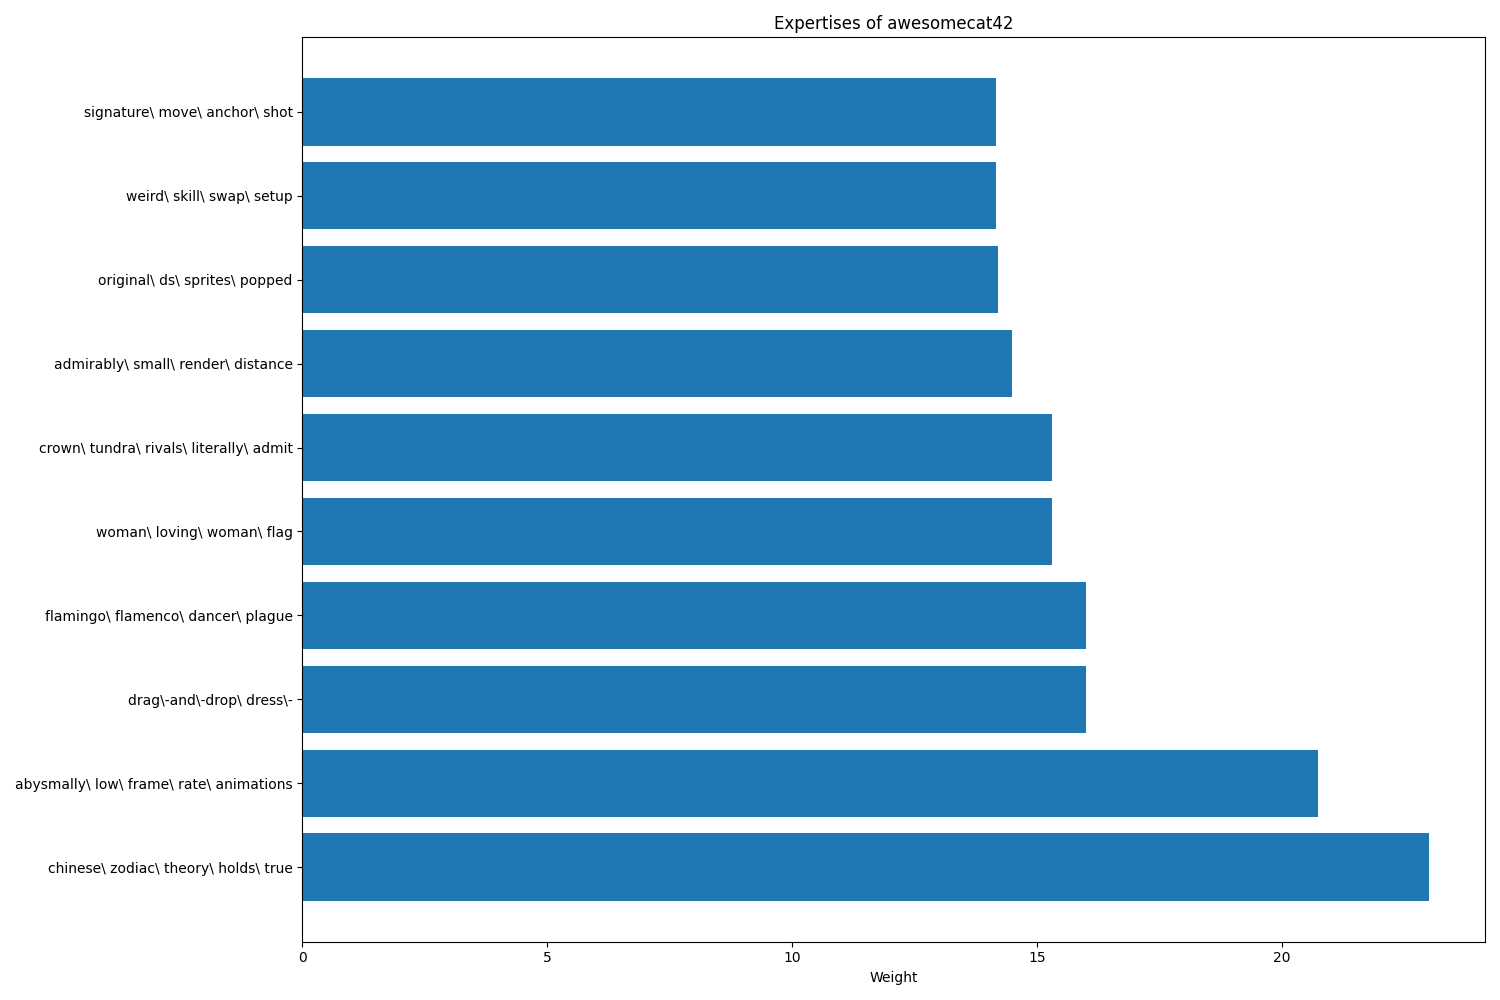 Expertises of awesomecat42
signature\ move\ anchor\ shot
weird\ skill\ swap\ setup
original\ ds\ sprites\ popped
admirably\ small\ render\ distance
crown\ tundra\ rivals\ literally\ admit
woman\ loving\ woman\ flag
flamingo\ flamenco\ dancer\ plague
drag\-and\-drop\ dress\-
abysmally\ low\ frame\ rate\ animations
chinese\ zodiac\ theory\ holds\ true
0 5 10 15 20
Weight